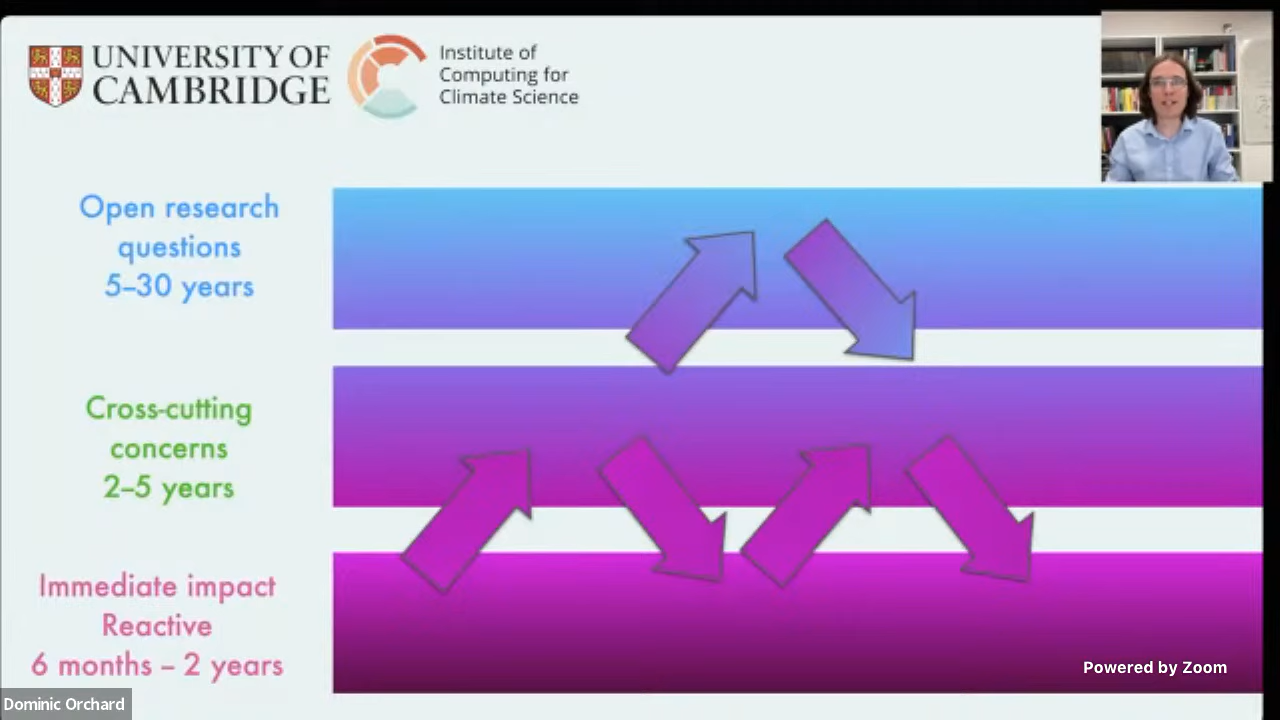 UNIVERSITY OF
CAMBRIDGE
Institute of
Computing for
Climate Science
Open research
questions
5–30 years
Cross-cutting
concerns
2–5 years
Immediate impact
Reactive
6 months – 2 years
Powered by Zoom
Dominic Orchard